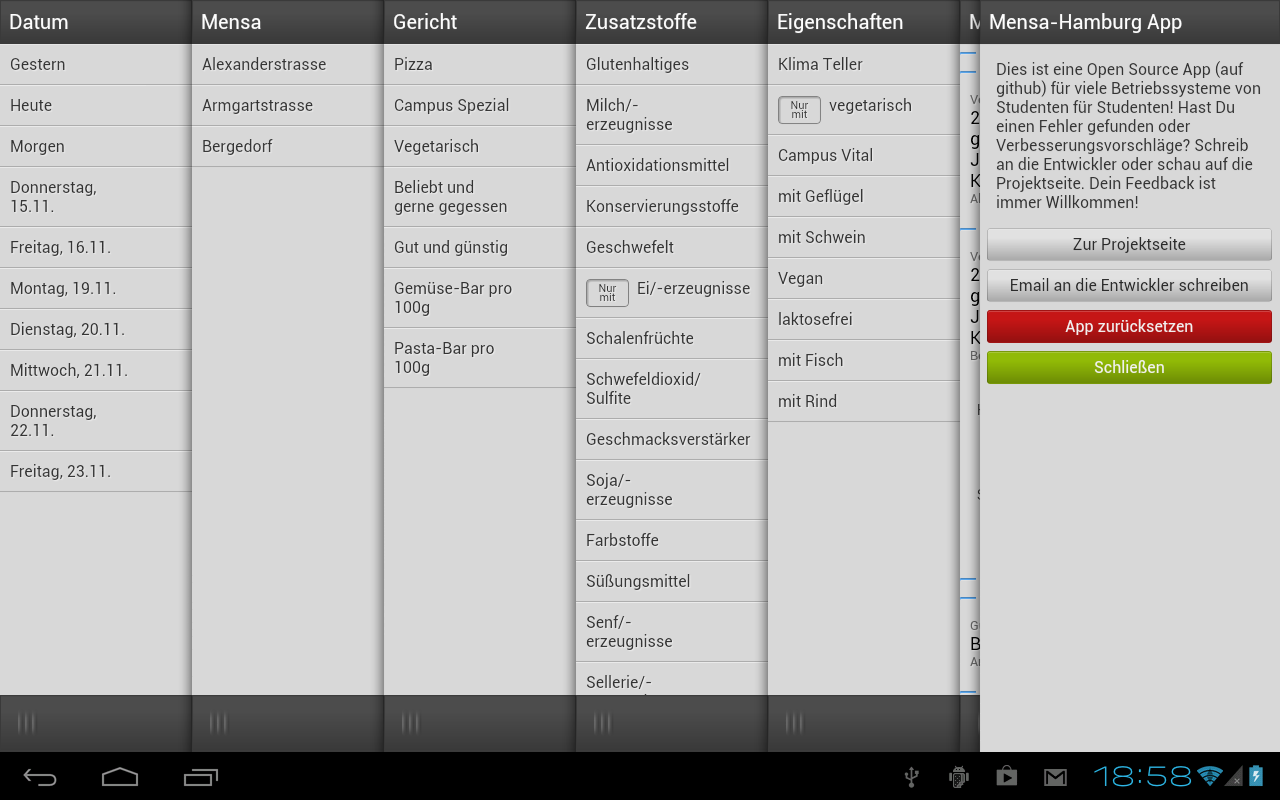 Datum
Gestern
Heute
Morgen
Donnerstag,
15.11.
Freitag, 16.11.
Montag, 19.11.
Dienstag, 20.11.
Mittwoch, 21.11.
Donnerstag,
22.11.
Freitag, 23.11.
Mensa
Alexanderstrasse
Armgartstrasse
Bergedorf
Gericht
Pizza
Campus Spezial
Vegetarisch
Beliebt und
gerne gegessen
Gut und günstig
Gemüse-Bar pro
100g
Pasta-Bar pro
100g
Zusatzstoffe
Glutenhaltiges
Milch/-
erzeugnisse
Antioxidationsmittel
Konservierungsstoffe
Geschwefelt
Nur
mit
Ei/-erzeugnisse
Schalenfrüchte
Schwefeldioxid/
Sulfite
Geschmacksverstärker
Soja/-
erzeugnisse
Farbstoffe
Süßungsmittel
Senf/-
erzeugnisse
Sellerie/-
Eigenschaften
Klima Teller
Nur
mit
vegetarisch
Campus Vital
mit Geflügel
mit Schwein
Vegan
laktosefrei
mit Fisch
mit Rind
Mensa-Hamburg App
Dies ist eine Open Source App (auf
github) für viele Betriebssysteme von
Studenten für Studenten! Hast Du
einen Fehler gefunden oder
Verbesserungsvorschläge? Schreib
an die Entwickler oder schau auf die
Projektseite. Dein Feedback ist
immer Willkommen!
Zur Projektseite
Email an die Entwickler schreiben
App zurücksetzen
Schließen
18:58